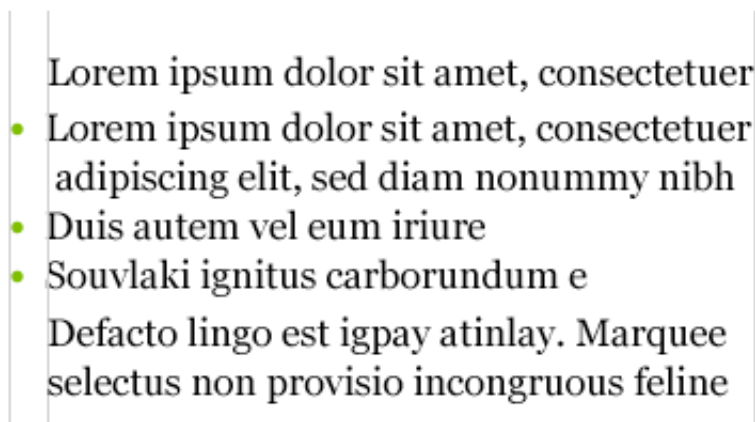 Lorem ipsum dolor sit amet, consectetuer
• Lorem ipsum dolor sit amet, consectetuer
adipiscing elit, sed diam nonummy nibh
• Duis autem vel eum iriure
• Souvlaki ignitus carborundum e
Defacto lingo est igpay atinlay. Marquee
selectus non provisio incongruous feline